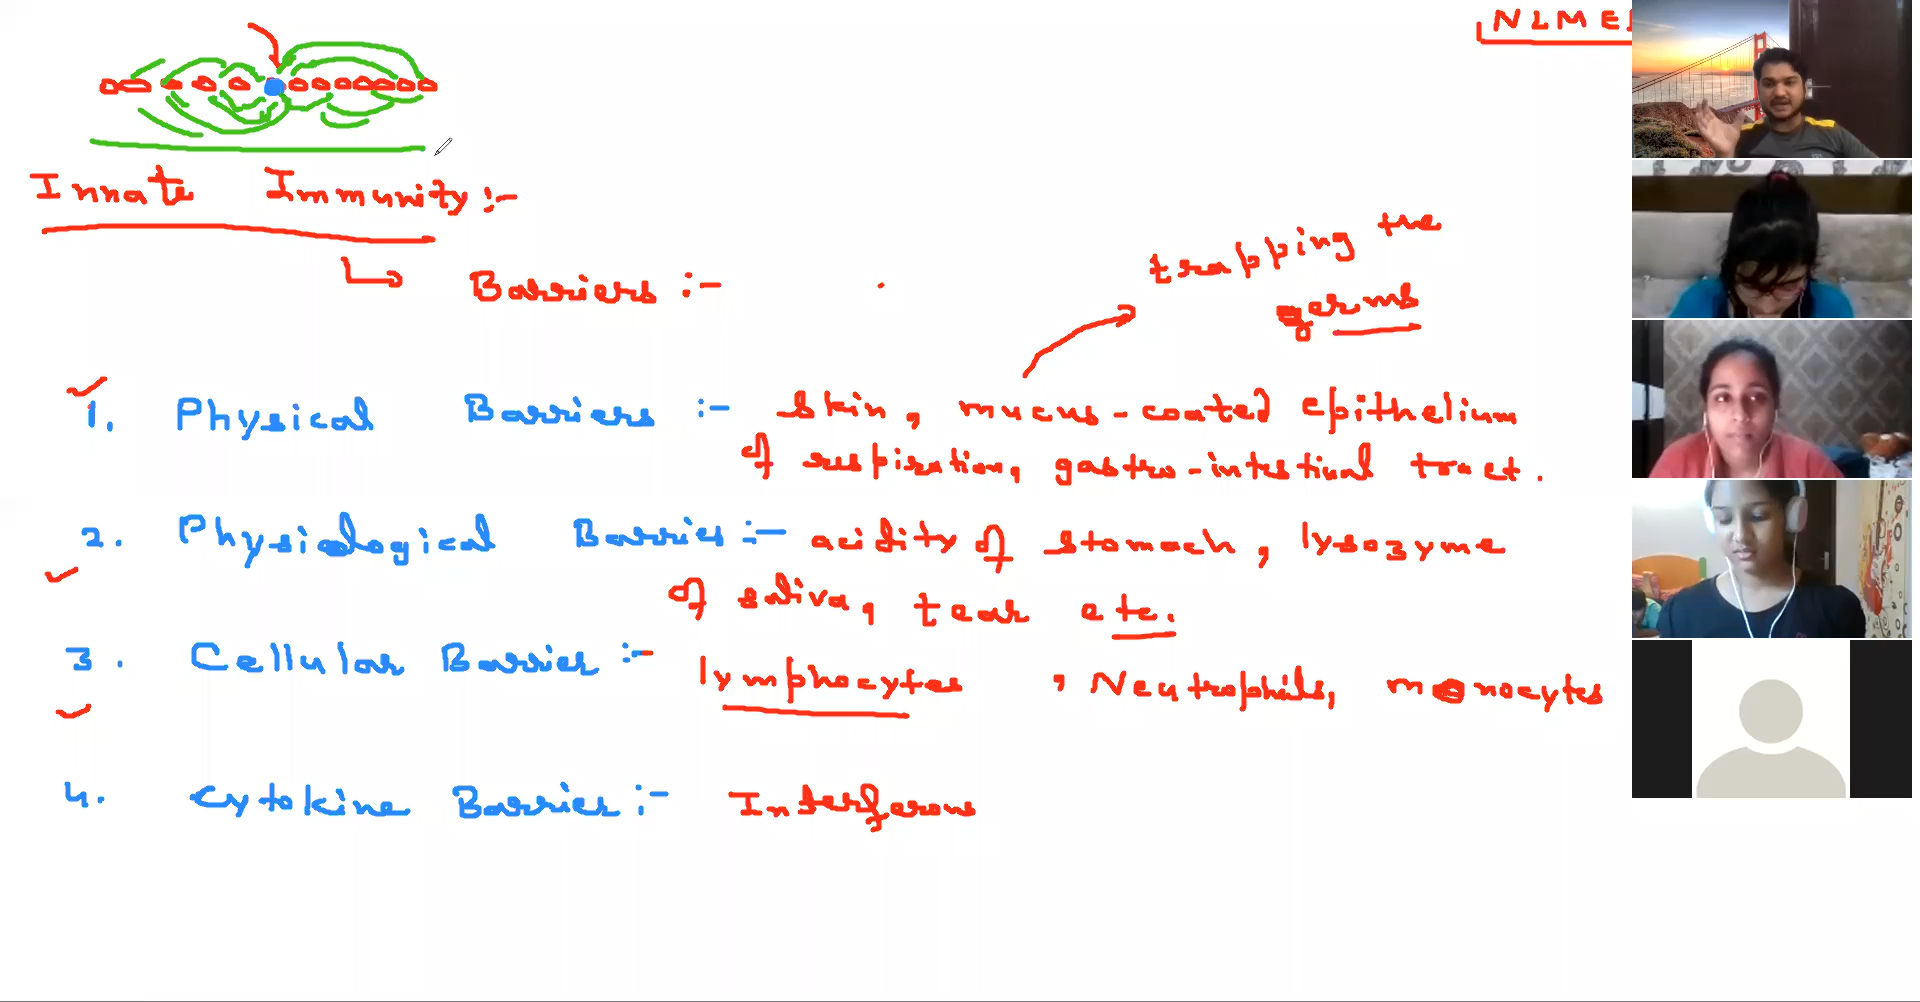 NLME
Innate Immunity :-
Barriers :-
trapping the
germs
1. Physical Barriers :- Skin, mucus-coated epithelium
of respiration, gastro-intestinal tract.
2. Physiological Barrier :- acidity of stomach, lysozyme
of saliva, tear etc.
3. Cellular Barrier :- lymphocytes, Neutrophils, monocytes
4. Cytokine Barrier :- Interferons